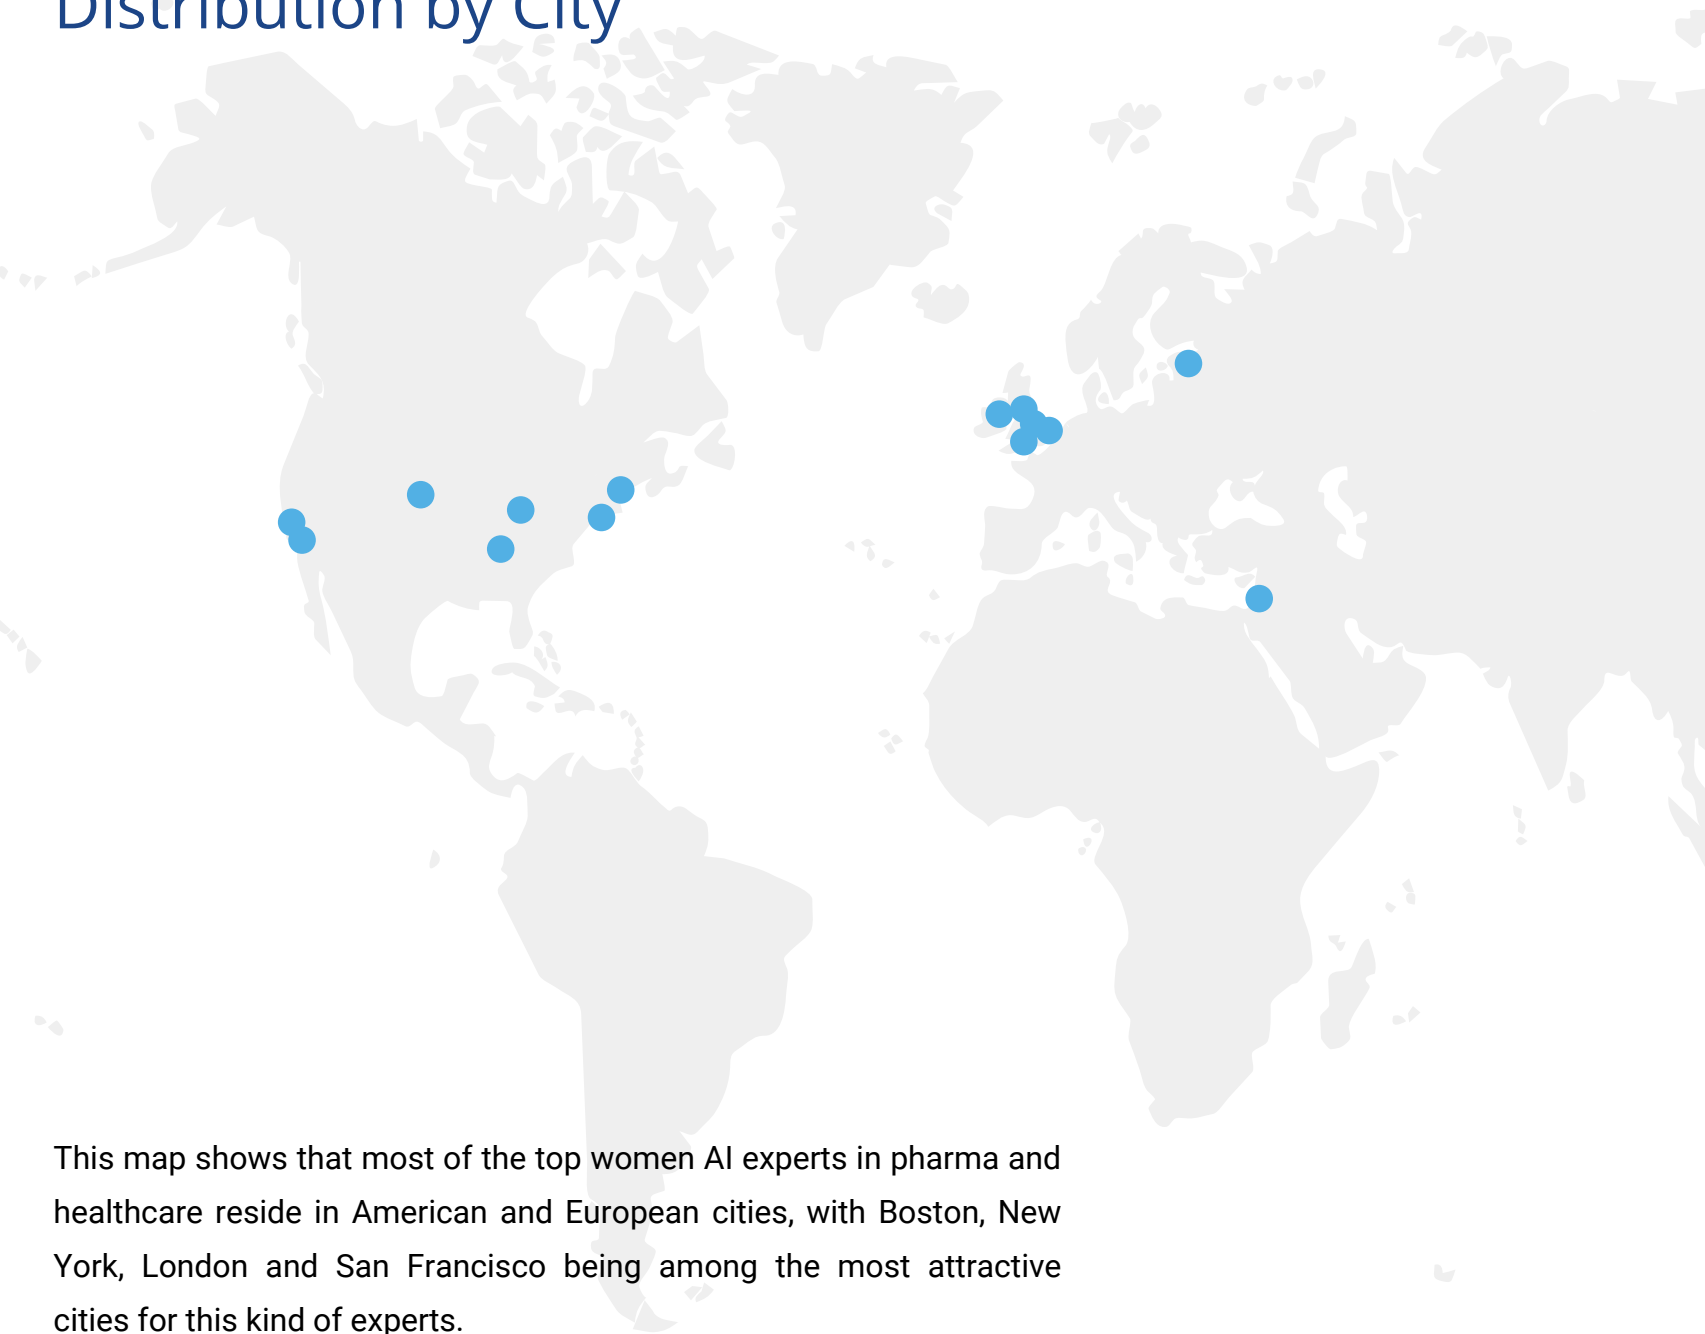 Distribution by City
This map shows that most of the top women AI experts in pharma and
healthcare reside in American and European cities, with Boston, New
York, London and San Francisco being among the most attractive
cities for this kind of experts.